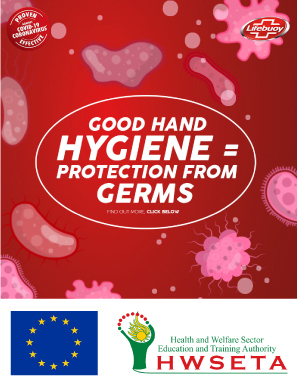 PROVEN
AGAINST
COVID-19
CORONAVIRUS
EFFECTIVE
Lifebuoy
GOOD HAND
HYGIENE =
PROTECTION FROM
GERMS
FIND OUT MORE, CLICK BELOW
Health and Welfare Sector
Education and Training Authority
HWSETA